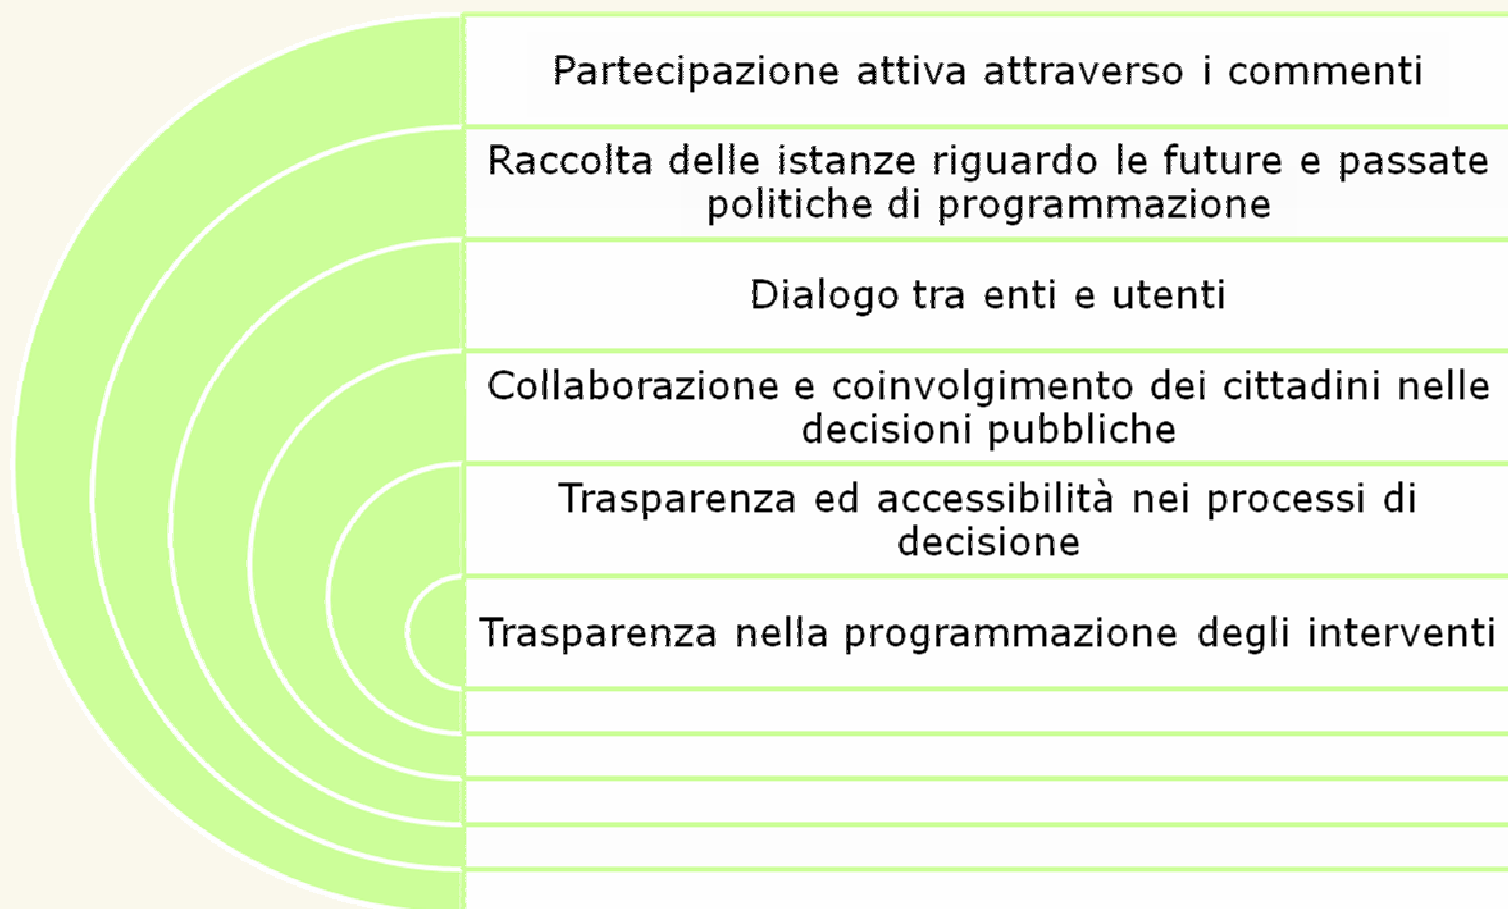 Partecipazione attiva attraverso i commenti
Raccolta delle istanze riguardo le future e passate
politiche di programmazione
Dialogo tra enti e utenti
Collaborazione e coinvolgimento dei cittadini nelle
decisioni pubbliche
Trasparenza ed accessibilità nei processi di
decisione
Trasparenza nella programmazione degli interventi